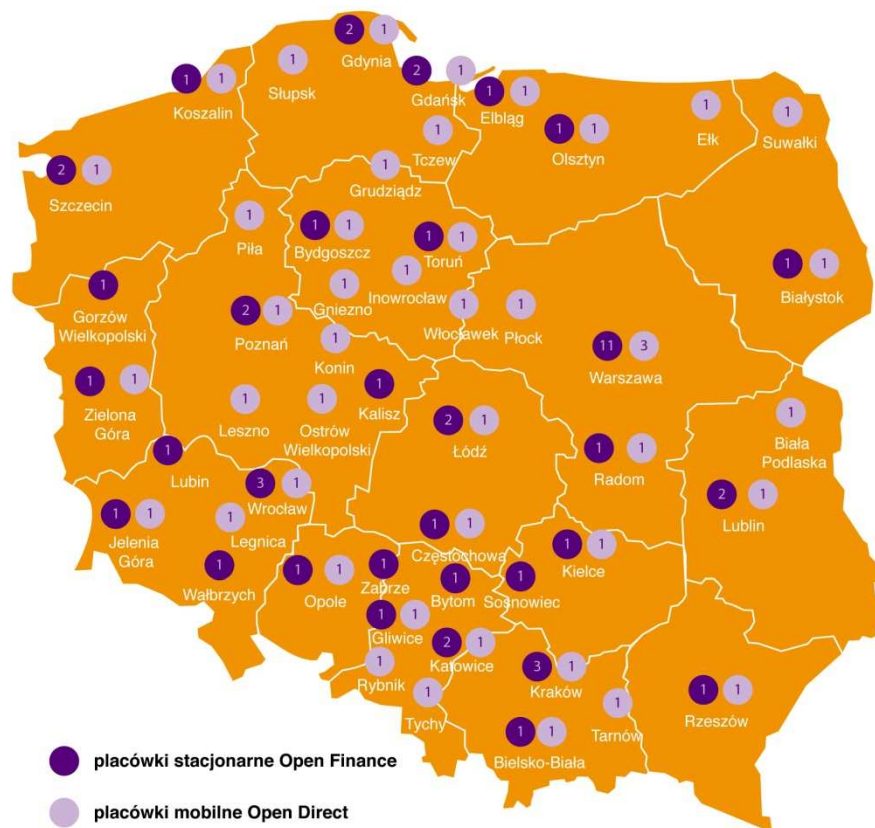 2 1
Gdynia
1
Słupsk
2 1
Gdańsk
1 1
Koszalin
1 1
Elbląg
1
Ełk
1
Suwałki
1 1
Olsztyn
1
Tczew
2 1
Szczecin
1
Grudziądz
1
Piła
1 1
Bydgoszcz
1 1
Toruń
1
Inowrocław
1
Gniezno
1 1
Białystok
1
Gorzów
Wielkopolski
2 1
Poznań
1
Włocławek
1
Płock
1
Konin
11 3
Warszawa
1 1
Zielona
Góra
1
Leszno
1
Ostrów
Wielkopolski
1
Kalisz
2 1
Łódź
1
Biała
Podlaska
1
Lubin
1 1
Radom
3 1
Wrocław
2 1
Lublin
1 1
Jelenia
Góra
1
Legnica
1 1
Częstochowa
1 1
Kielce
1
Wałbrzych
1 1
Opole
1
Zabrze
1
Bytom
1
Sosnowiec
1 1
Gliwice
2 1
Katowice
1
Rybnik
3 1
Kraków
1
Tychy
1
Tarnów
1 1
Rzeszów
1 1
Bielsko-Biała
placówki stacjonarne Open Finance
placówki mobilne Open Direct